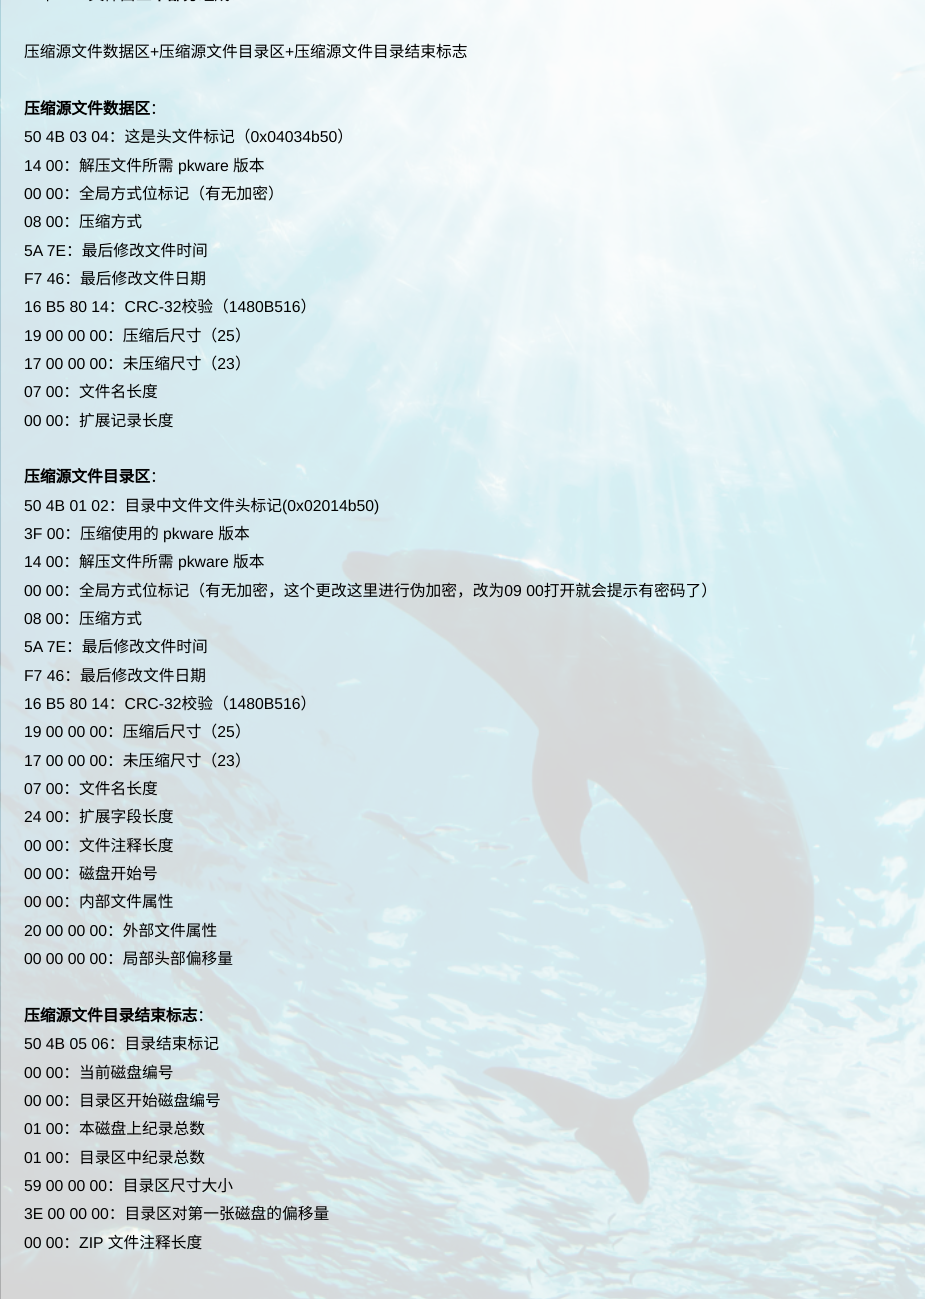 压缩源文件数据区+压缩源文件目录区+压缩源文件目录结束标志
压缩源文件数据区：
50 4B 03 04：这是头文件标记（0x04034b50）
14 00：解压文件所需 pkware 版本
00 00：全局方式位标记（有无加密）
08 00：压缩方式
5A 7E：最后修改文件时间
F7 46：最后修改文件日期
16 B5 80 14：CRC-32校验（1480B516）
19 00 00 00：压缩后尺寸（25）
17 00 00 00：未压缩尺寸（23）
07 00：文件名长度
00 00：扩展记录长度
压缩源文件目录区：
50 4B 01 02：目录中文件文件头标记(0x02014b50)
3F 00：压缩使用的 pkware 版本
14 00：解压文件所需 pkware 版本
00 00：全局方式位标记（有无加密，这个更改这里进行伪加密，改为09 00打开就会提示有密码了）
08 00：压缩方式
5A 7E：最后修改文件时间
F7 46：最后修改文件日期
16 B5 80 14：CRC-32校验（1480B516）
19 00 00 00：压缩后尺寸（25）
17 00 00 00：未压缩尺寸（23）
07 00：文件名长度
24 00：扩展字段长度
00 00：文件注释长度
00 00：磁盘开始号
00 00：内部文件属性
20 00 00 00：外部文件属性
00 00 00 00：局部头部偏移量
压缩源文件目录结束标志：
50 4B 05 06：目录结束标记
00 00：当前磁盘编号
00 00：目录区开始磁盘编号
01 00：本磁盘上纪录总数
01 00：目录区中纪录总数
59 00 00 00：目录区尺寸大小
3E 00 00 00：目录区对第一张磁盘的偏移量
00 00：ZIP 文件注释长度